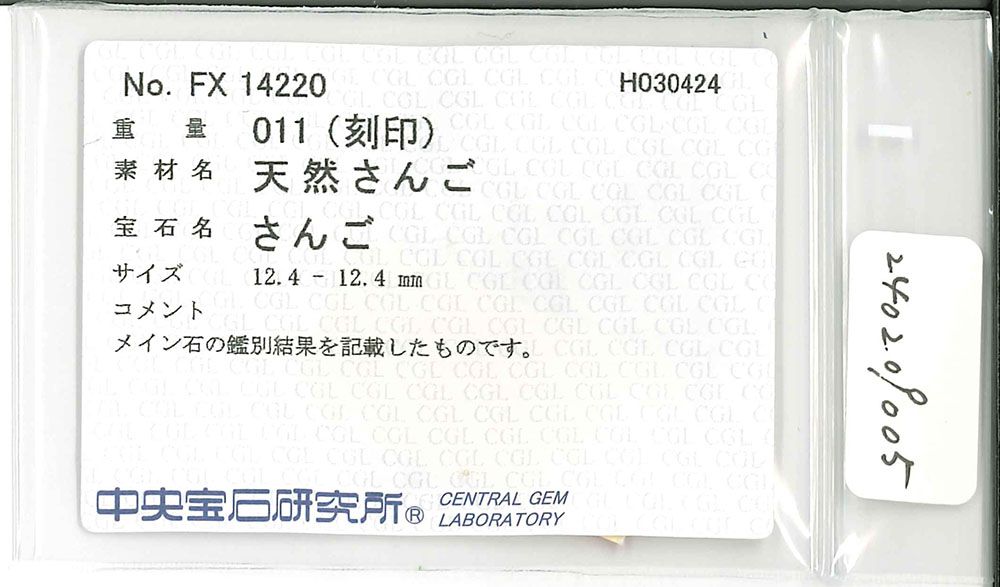 No. FX 14220
H030424
重 量 011 (刻印)
素 材 名 天然さんご
宝 石 名 さんご
サイズ 12.4 - 12.4 mm
コメント
メイン石の鑑別結果を記載したものです。
中央宝石研究所® CENTRAL GEM LABORATORY